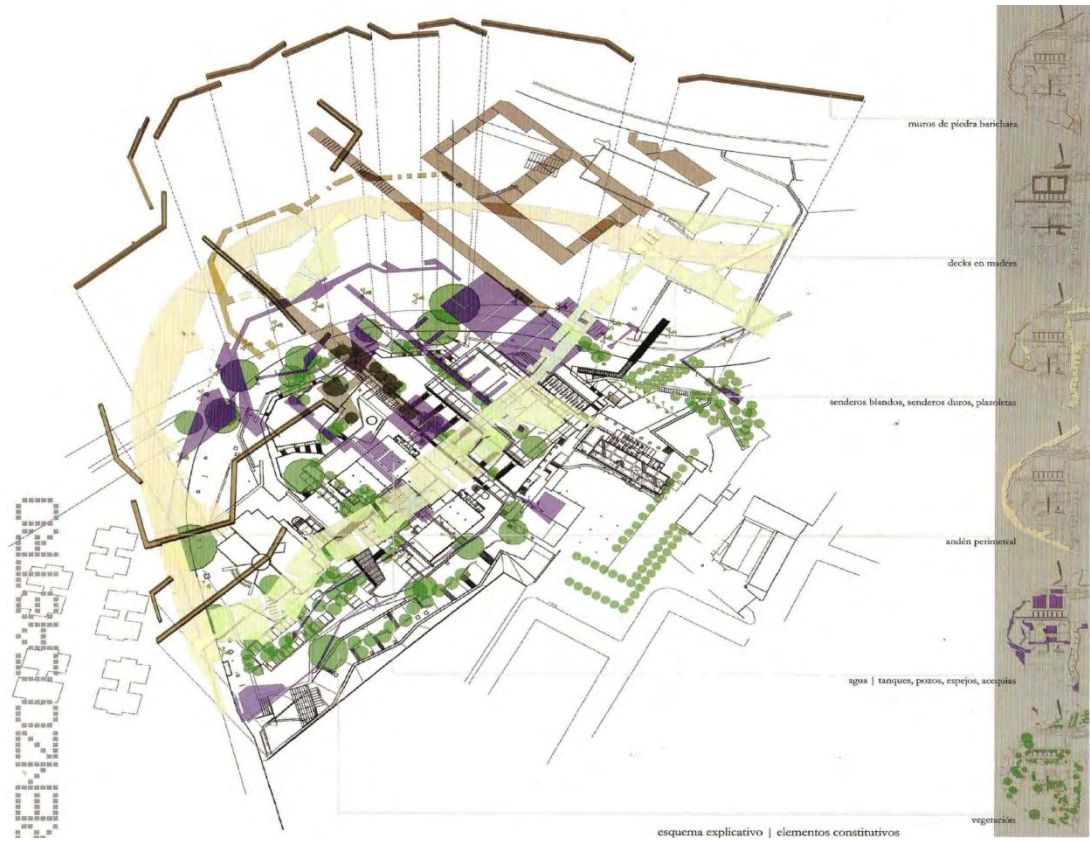 muros de piedra barichara
decks en madera
senderos blandos, senderos duros, plazoletas
andén perimetral
agua | tanques, pozos, espejos, acequias
vegetación
esquema explicativo | elementos constitutivos